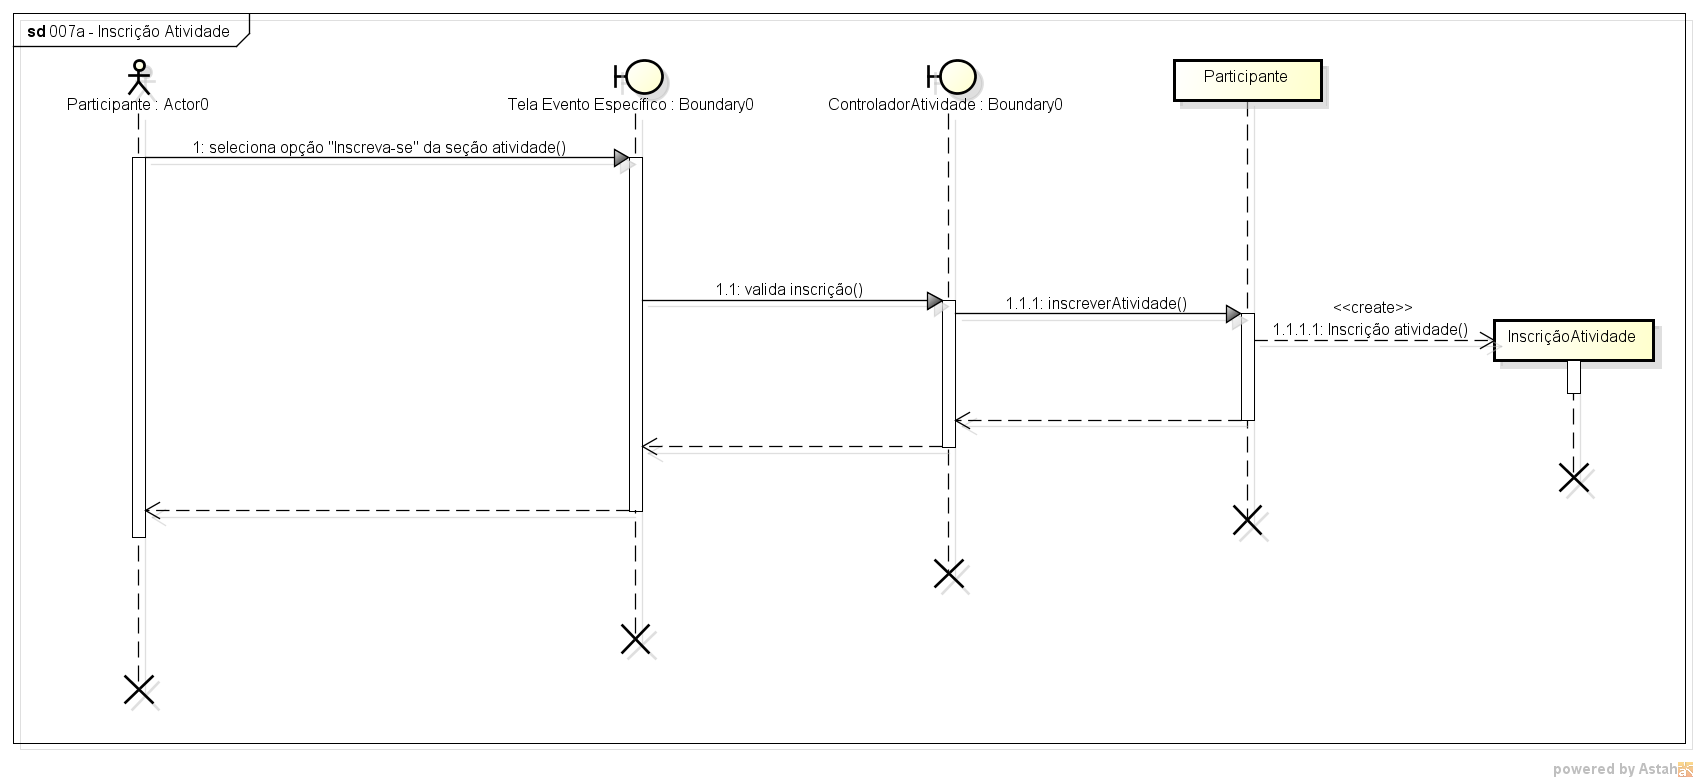 sd 007a - Inscrição Atividade
Participante : Actor0
Tela Evento Específico : Boundary0
ControladorAtividade : Boundary0
Participante
1: seleciona opção "Inscreva-se" da seção atividade()
1.1: valida inscrição()
1.1.1: inscreverAtividade()
<<create>>
1.1.1.1: Inscrição atividade()
InscriçãoAtividade
powered by Astah